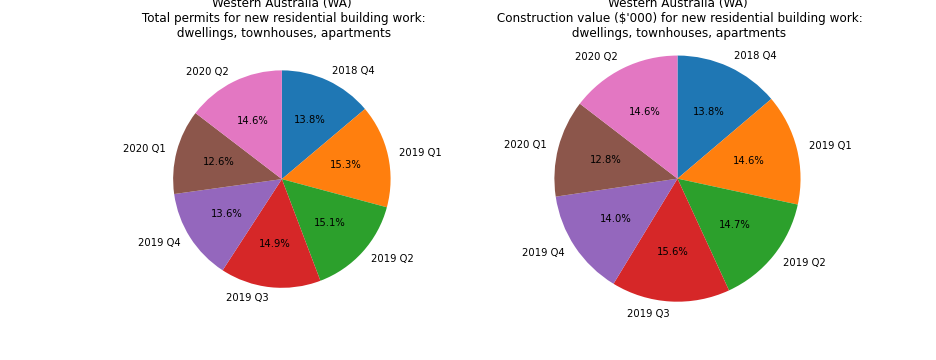 Western Australia (WA)
Total permits for new residential building work:
dwellings, townhouses, apartments
2020 Q2
2018 Q4
14.6%
13.8%
2020 Q1
2019 Q1
12.6%
15.3%
13.6%
15.1%
2019 Q4
14.9%
2019 Q2
2019 Q3
Western Australia (WA)
Construction value ($'000) for new residential building work:
dwellings, townhouses, apartments
2020 Q2
2018 Q4
14.6%
13.8%
2020 Q1
2019 Q1
12.8%
14.6%
14.0%
14.7%
2019 Q4
15.6%
2019 Q2
2019 Q3